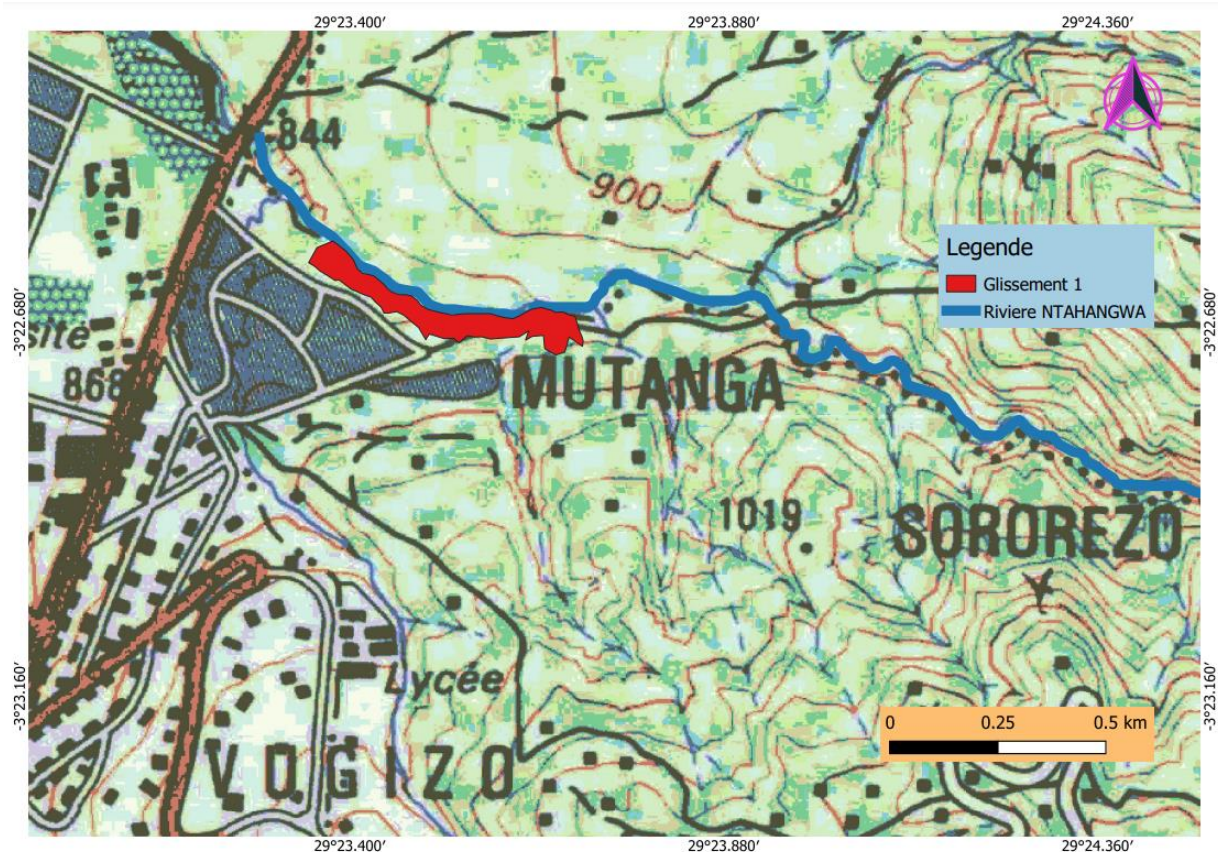 29°23.400′ 29°23.880′ 29°24.360′
844
900
Legende
Glissement 1
Riviere NTAHANGWA
-3°22.680′ -3°22.680′
sité
868
MUTANGA
1019
SOROREZO
Lycée
-3°23.160′ -3°23.160′
0 0.25 0.5 km
VOGIZO
29°23.400′ 29°23.880′ 29°24.360′